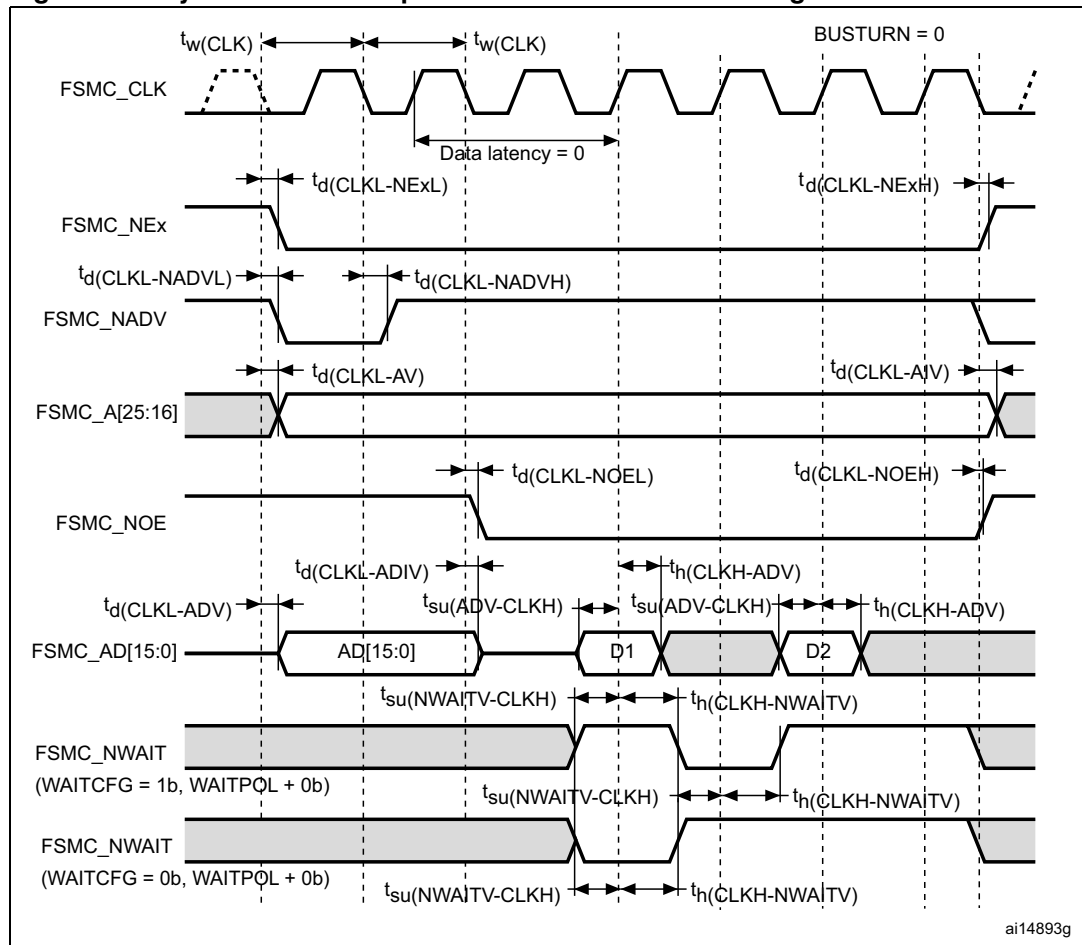 tw(CLK) tw(CLK) BUSTURN = 0
FSMC_CLK
Data latency = 0
td(CLKL-NExL) td(CLKL-NExH)
FSMC_NEx
td(CLKL-NADVL) td(CLKL-NADVH)
FSMC_NADV
td(CLKL-AV) td(CLKL-AIV)
FSMC_A[25:16]
td(CLKL-NOEL) td(CLKL-NOEH)
FSMC_NOE
td(CLKL-ADIV) th(CLKH-ADV)
td(CLKL-ADV) tsu(ADV-CLKH) tsu(ADV-CLKH) th(CLKH-ADV)
FSMC_AD[15:0] AD[15:0] D1 D2
tsu(NWAITV-CLKH) th(CLKH-NWAITV)
FSMC_NWAIT
(WAITCFG = 1b, WAITPOL + 0b)
tsu(NWAITV-CLKH) th(CLKH-NWAITV)
FSMC_NWAIT
(WAITCFG = 0b, WAITPOL + 0b)
tsu(NWAITV-CLKH) th(CLKH-NWAITV)
ai14893g